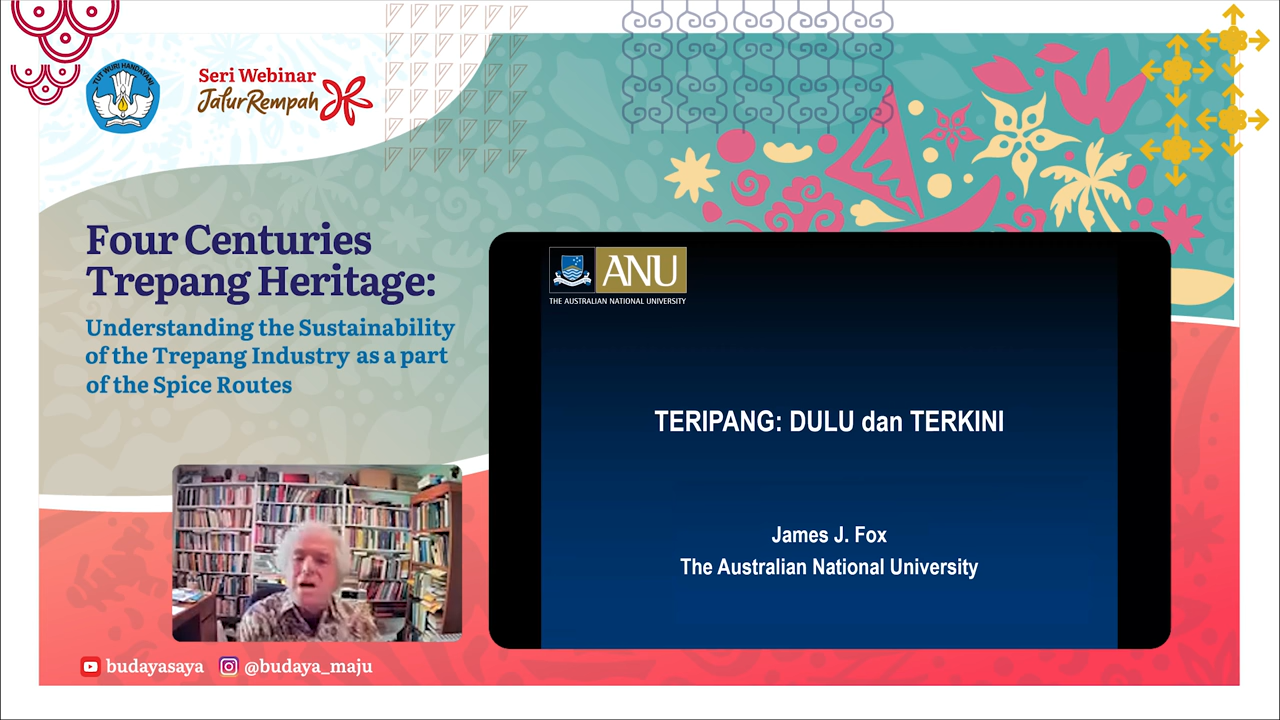 TUT WURI HANDAYANI
Seri Webinar
Jalur Rempah
Four Centuries
Trepang Heritage:
Understanding the Sustainability
of the Trepang Industry as a part
of the Spice Routes
ANU
THE AUSTRALIAN NATIONAL UNIVERSITY
TERIPANG: DULU dan TERKINI
James J. Fox
The Australian National University
budayasaya @budaya_maju